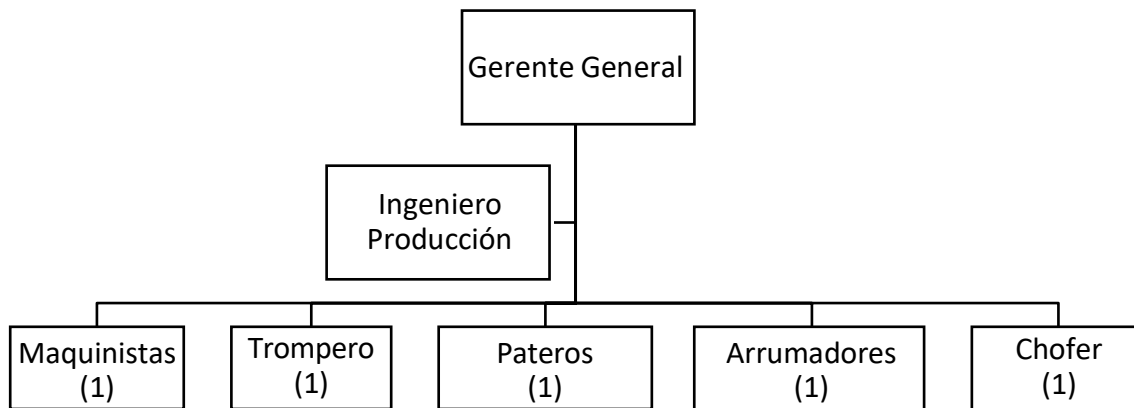 Gerente General
Ingeniero
Producción
Maquinistas
(1)
Trompero
(1)
Pateros
(1)
Arrumadores
(1)
Chofer
(1)